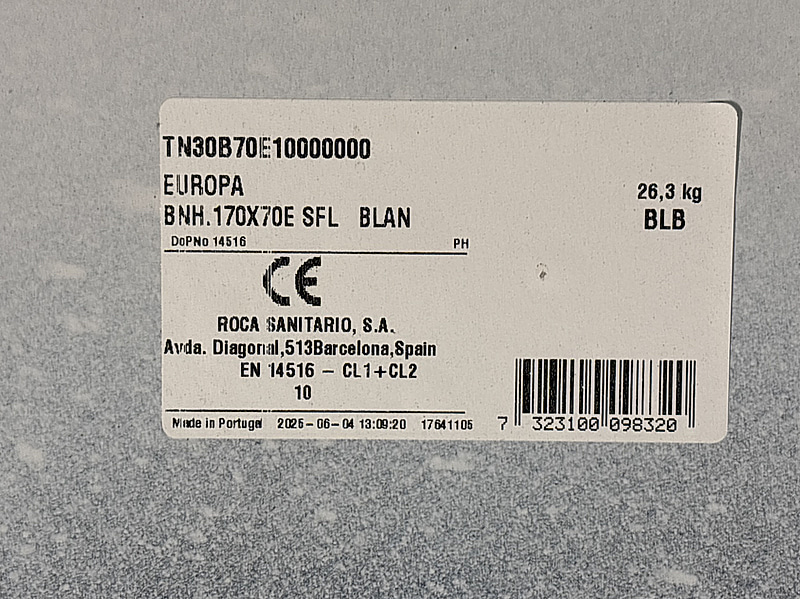 TN30B70E10000000
EUROPA
BNH.170X70E SFL BLAN
26,3 kg
BLB
DoPNo 14516 PH
CE
ROCA SANITARIO, S.A.
Avda. Diagonal,513Barcelona,Spain
EN 14516 - CL1+CL2
10
Made in Portugal 2025-06-04 13:09:20 17641105
7 323100 098320